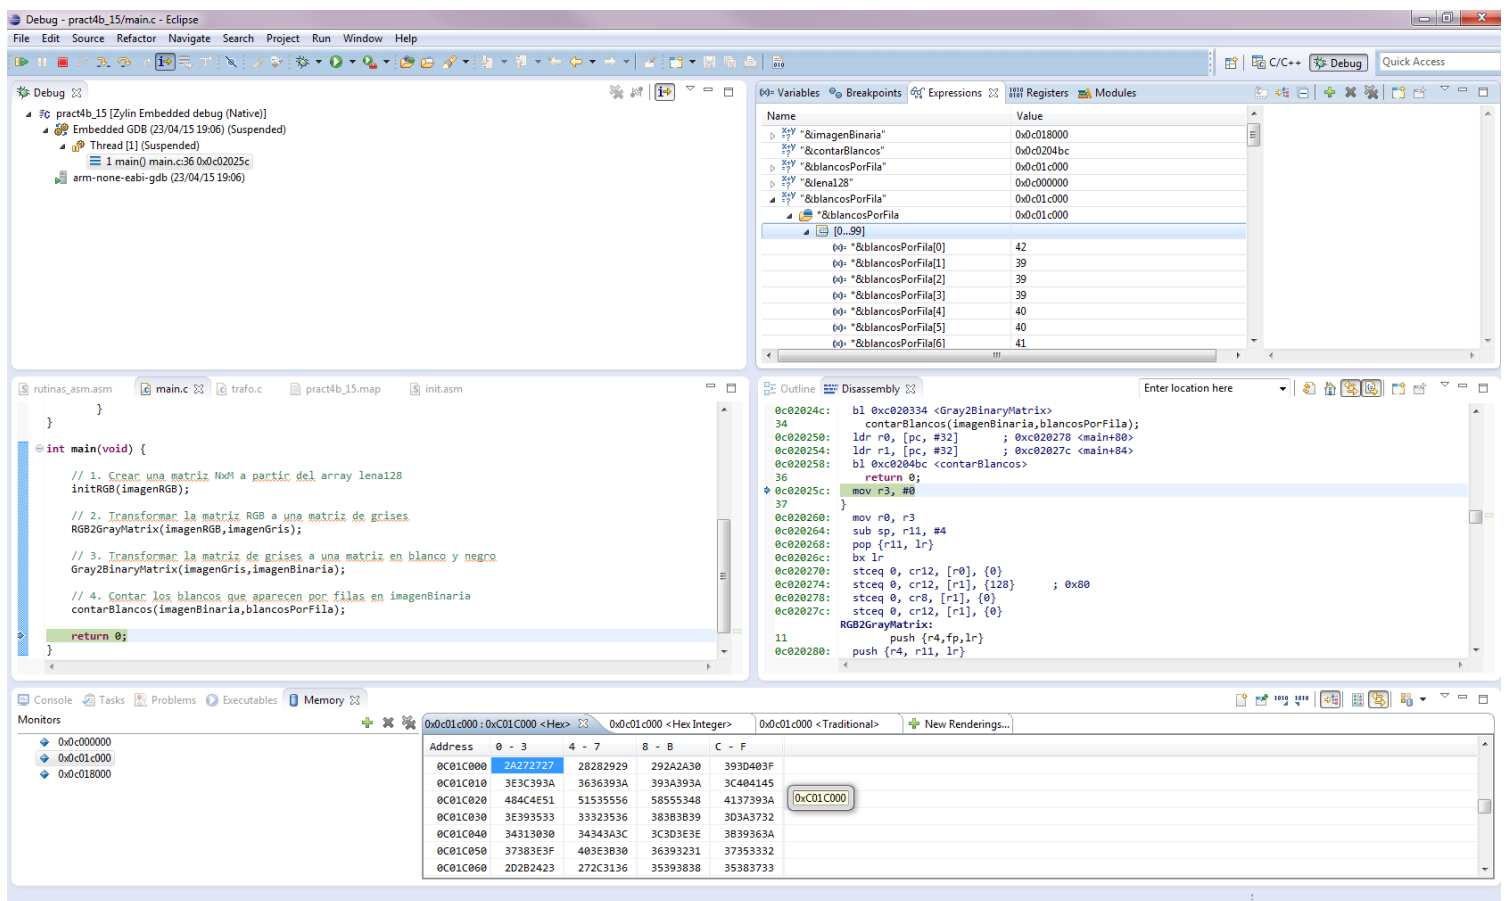 Debug - pract4b_15/main.c - Eclipse
File Edit Source Refactor Navigate Search Project Run Window Help
C/C++ Debug Quick Access
Debug
pract4b_15 [Zylin Embedded debug (Native)]
Embedded GDB (23/04/15 19:06) (Suspended)
Thread [1] (Suspended)
1 main() main.c:36 0x0c02025c
arm-none-eabi-gdb (23/04/15 19:06)
(x)= Variables Breakpoints Expressions Registers Modules
Name Value
"&imagenBinaria" 0x0c018000
"&contarBlancos" 0x0c0204bc
"&blancosPorFila" 0x0c01c000
"&lena128" 0x0c000000
"&blancosPorFila" 0x0c01c000
*&blancosPorFila 0x0c01c000
[0...99]
(x)= *&blancosPorFila[0] 42
(x)= *&blancosPorFila[1] 39
(x)= *&blancosPorFila[2] 39
(x)= *&blancosPorFila[3] 39
(x)= *&blancosPorFila[4] 40
(x)= *&blancosPorFila[5] 40
(x)= *&blancosPorFila[6] 41
rutinas_asm.asm main.c trafo.c pract4b_15.map init.asm
}
}
int main(void) {
// 1. Crear una matriz NxM a partir del array lena128
initRGB(imagenRGB);
// 2. Transformar la matriz RGB a una matriz de grises
RGB2GrayMatrix(imagenRGB,imagenGris);
// 3. Transformar la matriz de grises a una matriz en blanco y negro
Gray2BinaryMatrix(imagenGris,imagenBinaria);
// 4. Contar los blancos que aparecen por filas en imagenBinaria
contarBlancos(imagenBinaria,blancosPorFila);
return 0;
}
Outline Disassembly Enter location here
0c02024c: bl 0xc020334 <Gray2BinaryMatrix>
34 contarBlancos(imagenBinaria,blancosPorFila);
0c020250: ldr r0, [pc, #32] ; 0xc020278 <main+80>
0c020254: ldr r1, [pc, #32] ; 0xc02027c <main+84>
0c020258: bl 0xc0204bc <contarBlancos>
36 return 0;
0c02025c: mov r3, #0
37 }
0c020260: mov r0, r3
0c020264: sub sp, r11, #4
0c020268: pop {r11, lr}
0c02026c: bx lr
0c020270: stceq 0, cr12, [r0], {0}
0c020274: stceq 0, cr12, [r1], {128} ; 0x80
0c020278: stceq 0, cr8, [r1], {0}
0c02027c: stceq 0, cr12, [r1], {0}
RGB2GrayMatrix:
11 push {r4,fp,lr}
0c020280: push {r4, r11, lr}
Console Tasks Problems Executables Memory
Monitors
0x0c000000
0x0c01c000
0x0c018000
0x0c01c000 : 0xC01C000 <Hex> 0x0c01c000 <Hex Integer> 0x0c01c000 <Traditional> New Renderings...
Address 0 - 3 4 - 7 8 - B C - F
0C01C000 2A272727 28282929 292A2A30 393D403F
0C01C010 3E3C393A 3636393A 393A393A 3C404145
0C01C020 484C4E51 51535556 58555348 4137393A
0C01C030 3E393533 33323536 383B3B39 3D3A3732
0C01C040 34313030 34343A3C 3C3D3E3E 3B39363A
0C01C050 37383E3F 403E3B30 36393231 37353332
0C01C060 2D2B2423 272C3136 35393838 35383733
0xC01C000